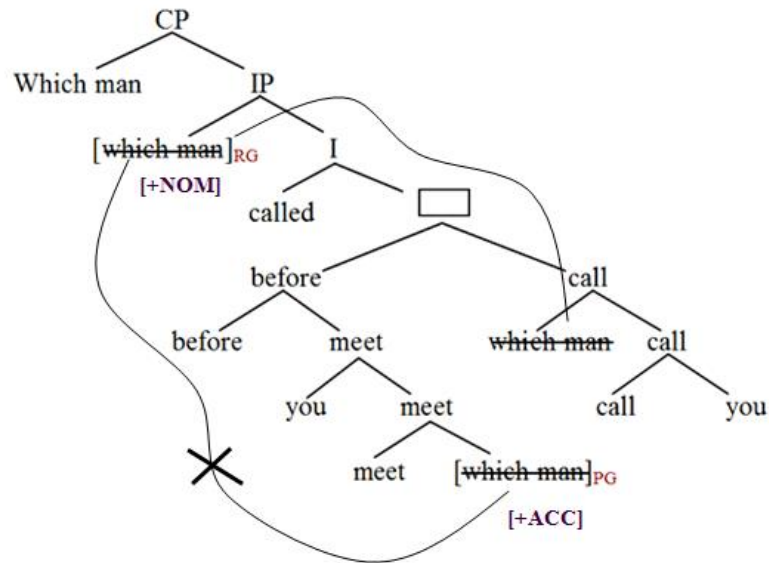 CP
Which man IP
[which man]RG I
[+NOM]
called
before call
before meet which man call
you meet call you
meet [which man]PG
[+ACC]